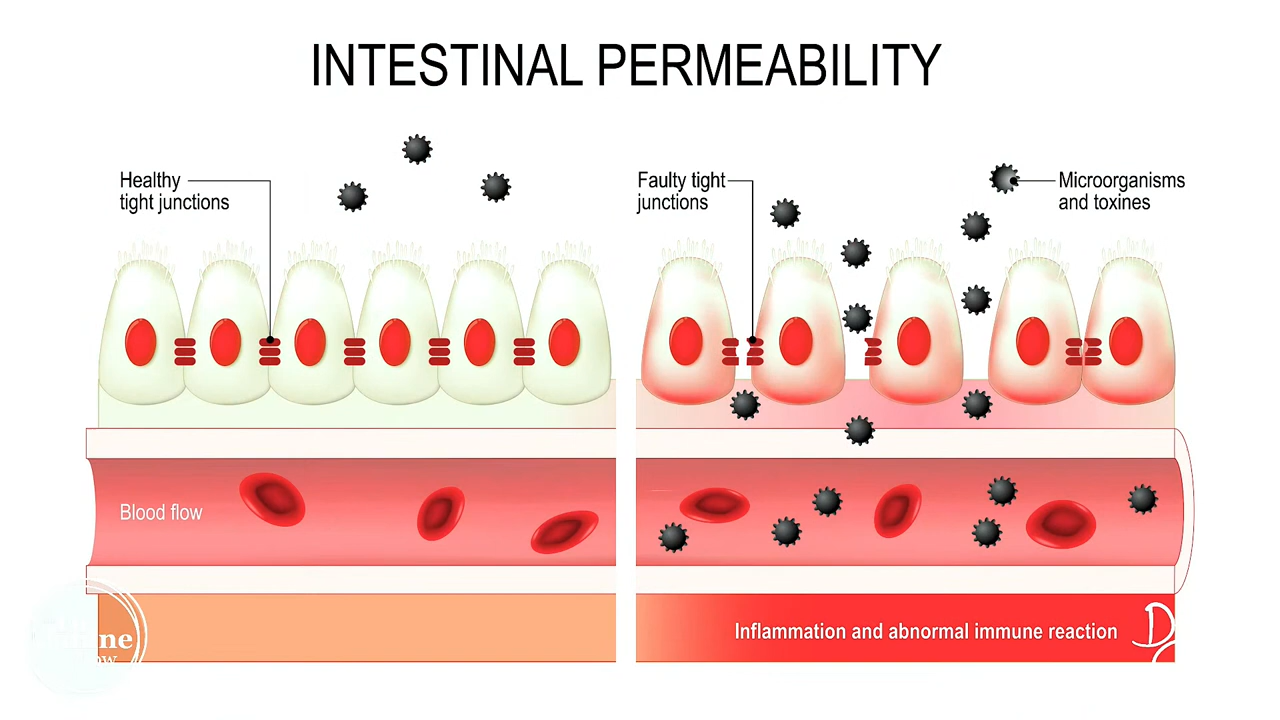 INTESTINAL PERMEABILITY
Healthy
tight junctions
Faulty tight
junctions
Microorganisms
and toxines
Blood flow
Inflammation and abnormal immune reaction